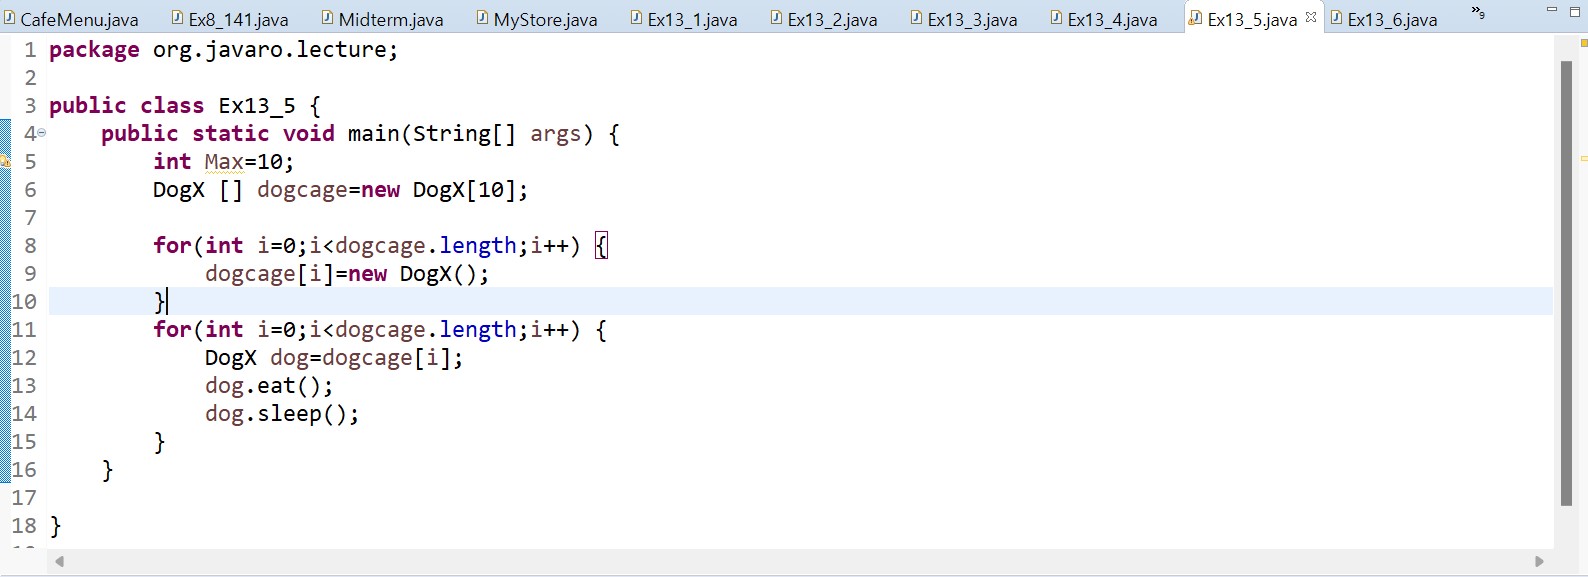 CafeMenu.java Ex8_141.java Midterm.java MyStore.java Ex13_1.java Ex13_2.java Ex13_3.java Ex13_4.java Ex13_5.java Ex13_6.java »9
1 package org.javaro.lecture;
2
3 public class Ex13_5 {
4 public static void main(String[] args) {
5 int Max=10;
6 DogX [] dogcage=new DogX[10];
7
8 for(int i=0;i<dogcage.length;i++) {
9 dogcage[i]=new DogX();
10 }
11 for(int i=0;i<dogcage.length;i++) {
12 DogX dog=dogcage[i];
13 dog.eat();
14 dog.sleep();
15 }
16 }
17
18 }